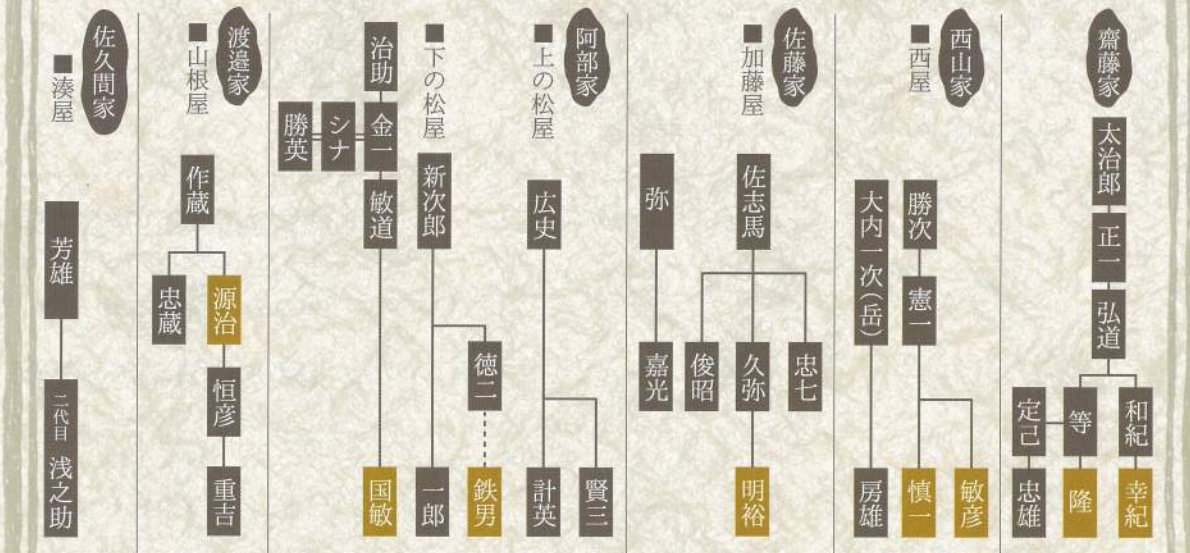 齋藤家
太治郎
正一
弘道
和紀
幸紀
等
隆
定己
忠雄
西山家
■西屋
勝次
憲一
敏彦
慎一
大内一次(岳)
房雄
佐藤家
■加藤屋
佐志馬
忠七
久弥
明裕
俊昭
弥
嘉光
阿部家
■上の松屋
広史
賢三
計英
■下の松屋
新次郎
徳二
鉄男
一郎
治助
金一
シナ
勝英
敏道
国敏
渡邉家
■山根屋
作蔵
源治
恒彦
重吉
忠蔵
佐久間家
■湊屋
芳雄
二代目 浅之助